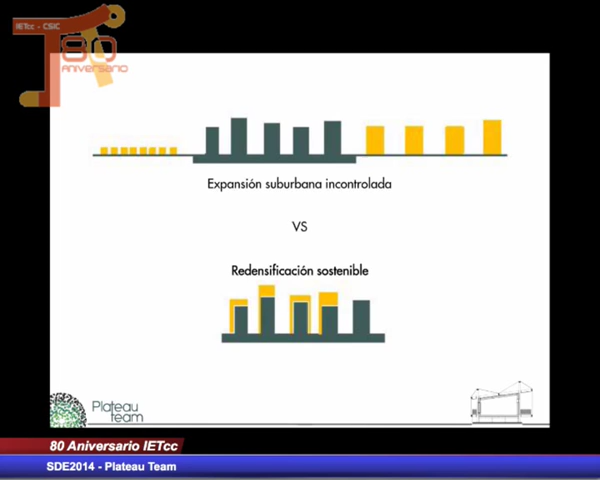 IETcc - CSIC
80
ANIVERSARIO
Expansión suburbana incontrolada
VS
Redensificación sostenible
Plateau
team
80 Aniversario IETcc
SDE2014 - Plateau Team